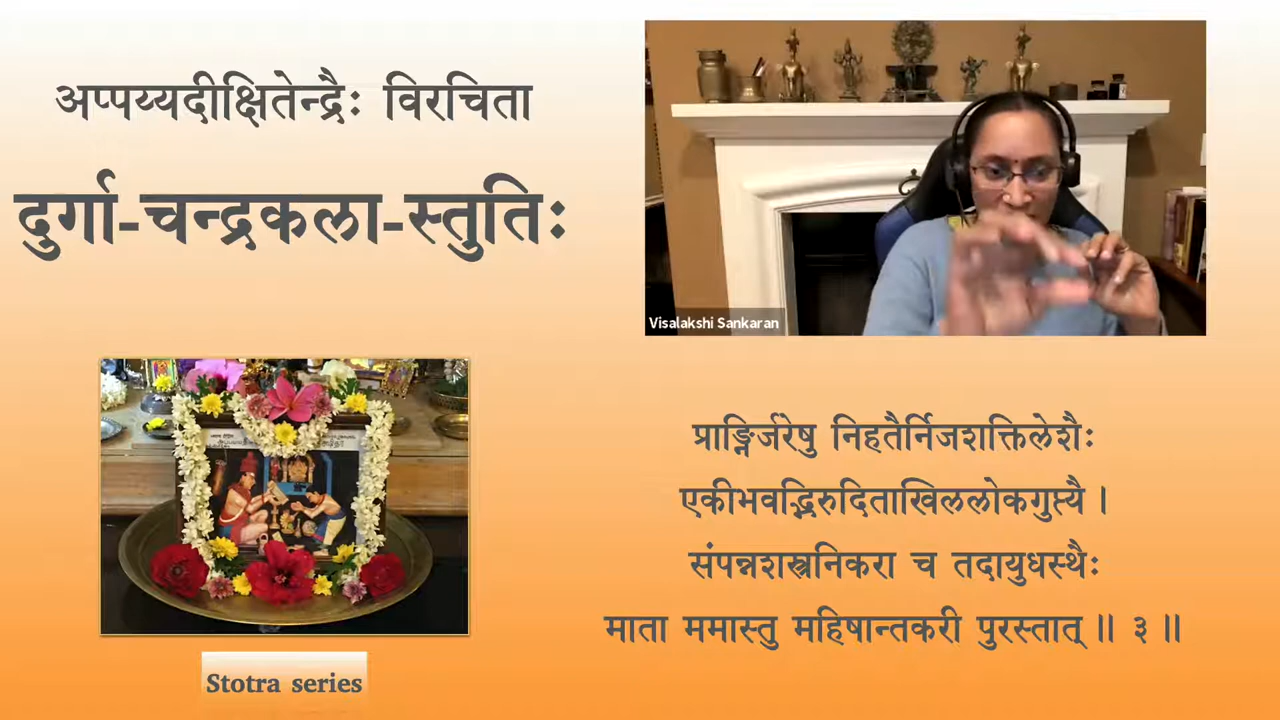 अप्पय्यदीक्षितेन्द्रैः विरचिता
दुर्गा-चन्द्रकला-स्तुतिः
Visalakshi Sankaran
प्राङ्निर्जरेषु निहतैर्निजशक्तिलेशैः
एकीभवद्भिरुदिताखिललोकगुप्त्यै ।
संपन्नशस्त्रनिकरा च तदायुधस्थैः
माता ममास्तु महिषान्तकरी पुरस्तात् ॥ ३ ॥
Stotra series